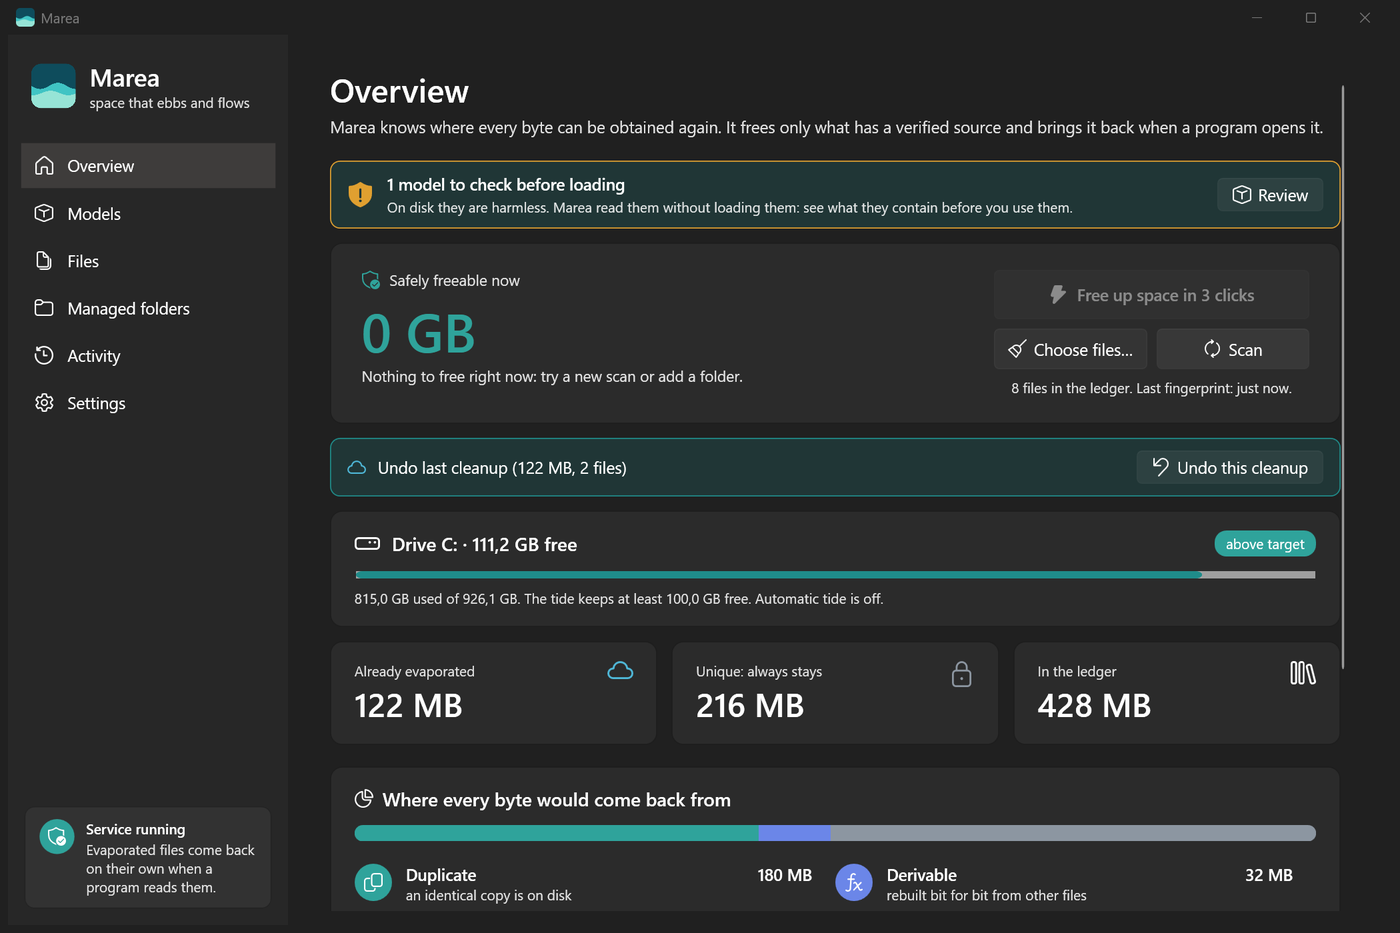 Marea
Marea
space that ebbs and flows
Overview
Models
Files
Managed folders
Activity
Settings
Service running
Evaporated files come back
on their own when a
program reads them.
Overview
Marea knows where every byte can be obtained again. It frees only what has a verified source and brings it back when a program opens it.
1 model to check before loading
On disk they are harmless. Marea read them without loading them: see what they contain before you use them.
Review
Safely freeable now
0 GB
Nothing to free right now: try a new scan or add a folder.
Free up space in 3 clicks
Choose files...
Scan
8 files in the ledger. Last fingerprint: just now.
Undo last cleanup (122 MB, 2 files)
Undo this cleanup
Drive C: · 111,2 GB free
above target
815,0 GB used of 926,1 GB. The tide keeps at least 100,0 GB free. Automatic tide is off.
Already evaporated
122 MB
Unique: always stays
216 MB
In the ledger
428 MB
Where every byte would come back from
Duplicate
180 MB
an identical copy is on disk
fx
Derivable
32 MB
rebuilt bit for bit from other files